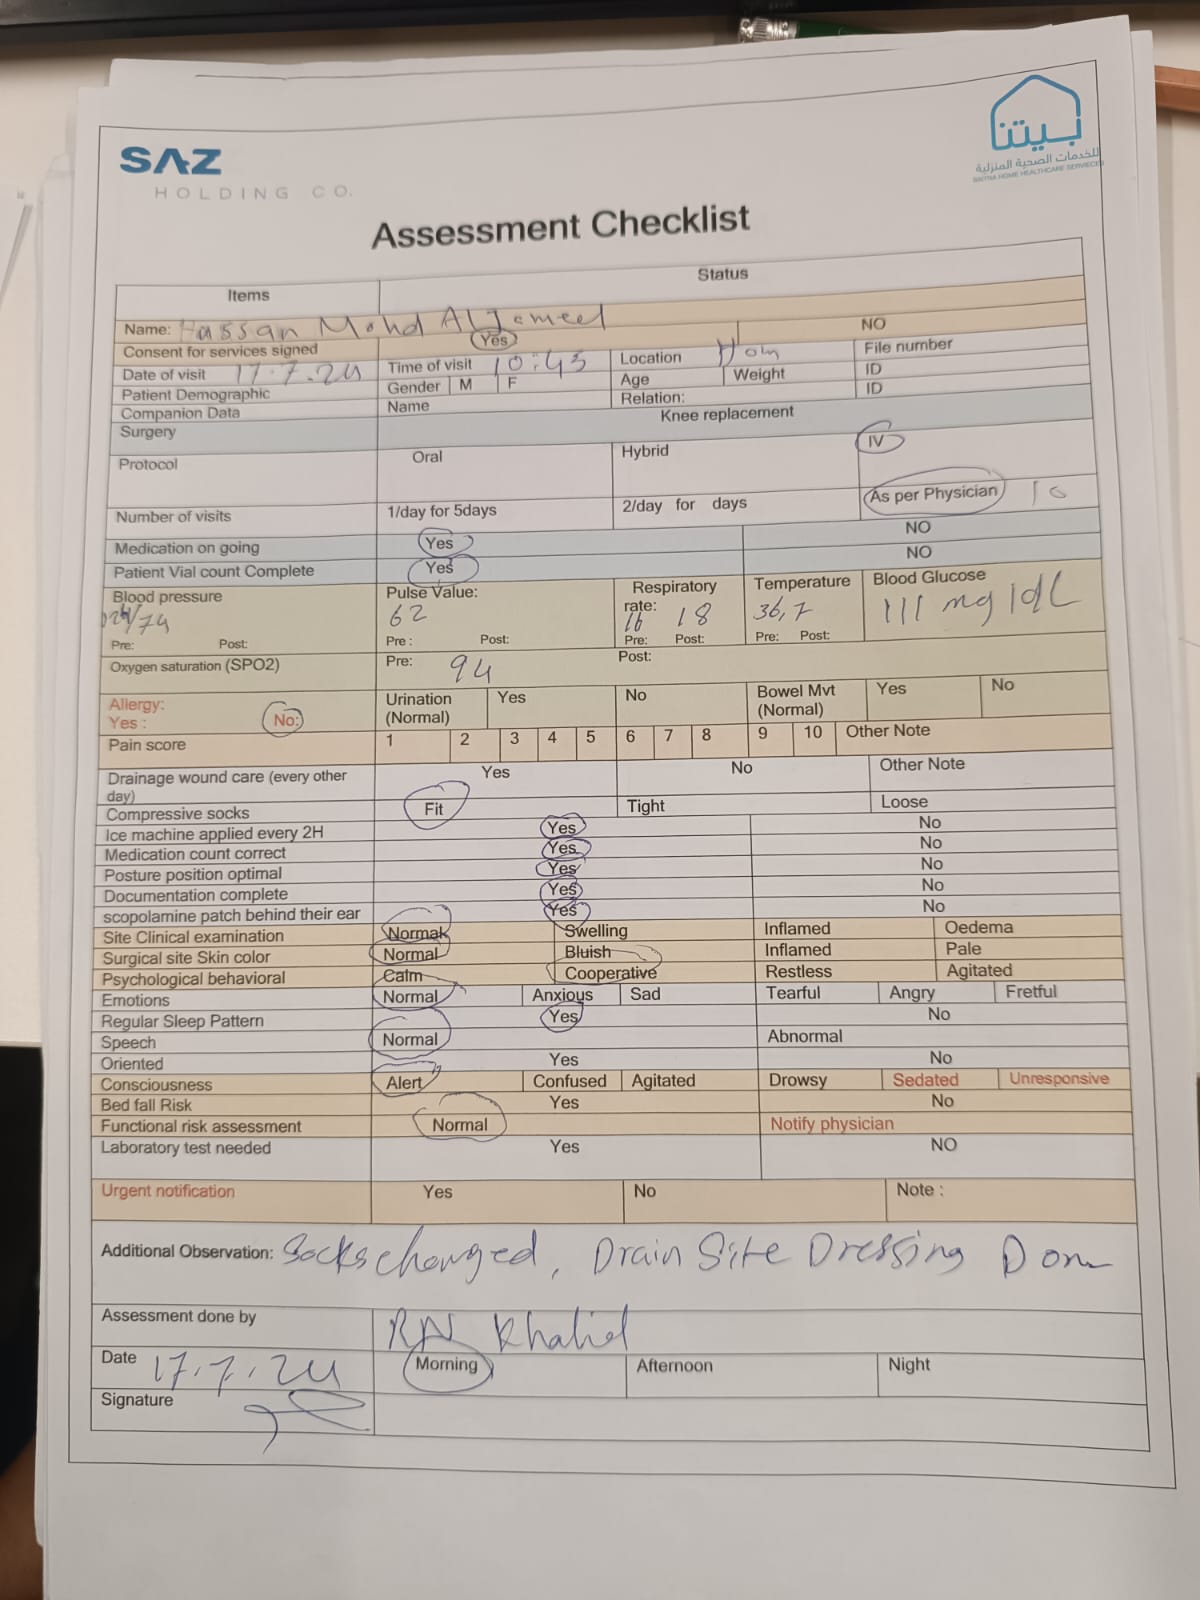 SAZ
HOLDING CO.
بيتنا
للخدمات الصحية المنزلية
BAITNA HOME HEALTHCARE SERVIECES
Assessment Checklist
Items Status
Name: Hassan Mohd Al Jameel
Consent for services signed Yes NO
Date of visit 17.7.24 Time of visit 10:43 Location File number
Patient Demographic Gender M F Age Weight ID
Companion Data Name Relation: ID
Surgery Knee replacement
Protocol Oral Hybrid IV
Number of visits 1/day for 5days 2/day for days As per Physician
Medication on going Yes NO
Patient Vial count Complete Yes NO
Blood pressure Pulse Value: Respiratory rate: Temperature Blood Glucose
/74 62 16 18 36,7 111 mg/dL
Pre: Post: Pre : Post: Pre: Post: Pre: Post:
Oxygen saturation (SPO2) Pre: 94 Post:
Allergy:
Yes : No: Urination (Normal) Yes No Bowel Mvt (Normal) Yes No
Pain score 1 2 3 4 5 6 7 8 9 10 Other Note
Drainage wound care (every other day) Yes No Other Note
Compressive socks Fit Tight Loose
Ice machine applied every 2H Yes No
Medication count correct Yes No
Posture position optimal Yes No
Documentation complete Yes No
scopolamine patch behind their ear Yes No
Site Clinical examination Normal Swelling Inflamed Oedema
Surgical site Skin color Normal Bluish Inflamed Pale
Psychological behavioral Calm Cooperative Restless Agitated
Emotions Normal Anxious Sad Tearful Angry Fretful
Regular Sleep Pattern Yes No
Speech Normal Abnormal
Oriented Yes No
Consciousness Alert Confused Agitated Drowsy Sedated Unresponsive
Bed fall Risk Yes No
Functional risk assessment Normal Notify physician
Laboratory test needed Yes NO
Urgent notification Yes No Note :
Additional Observation: Socks changed, Drain Site Dressing Done
Assessment done by RN Khalid
Date 17.7.24 Morning Afternoon Night
Signature